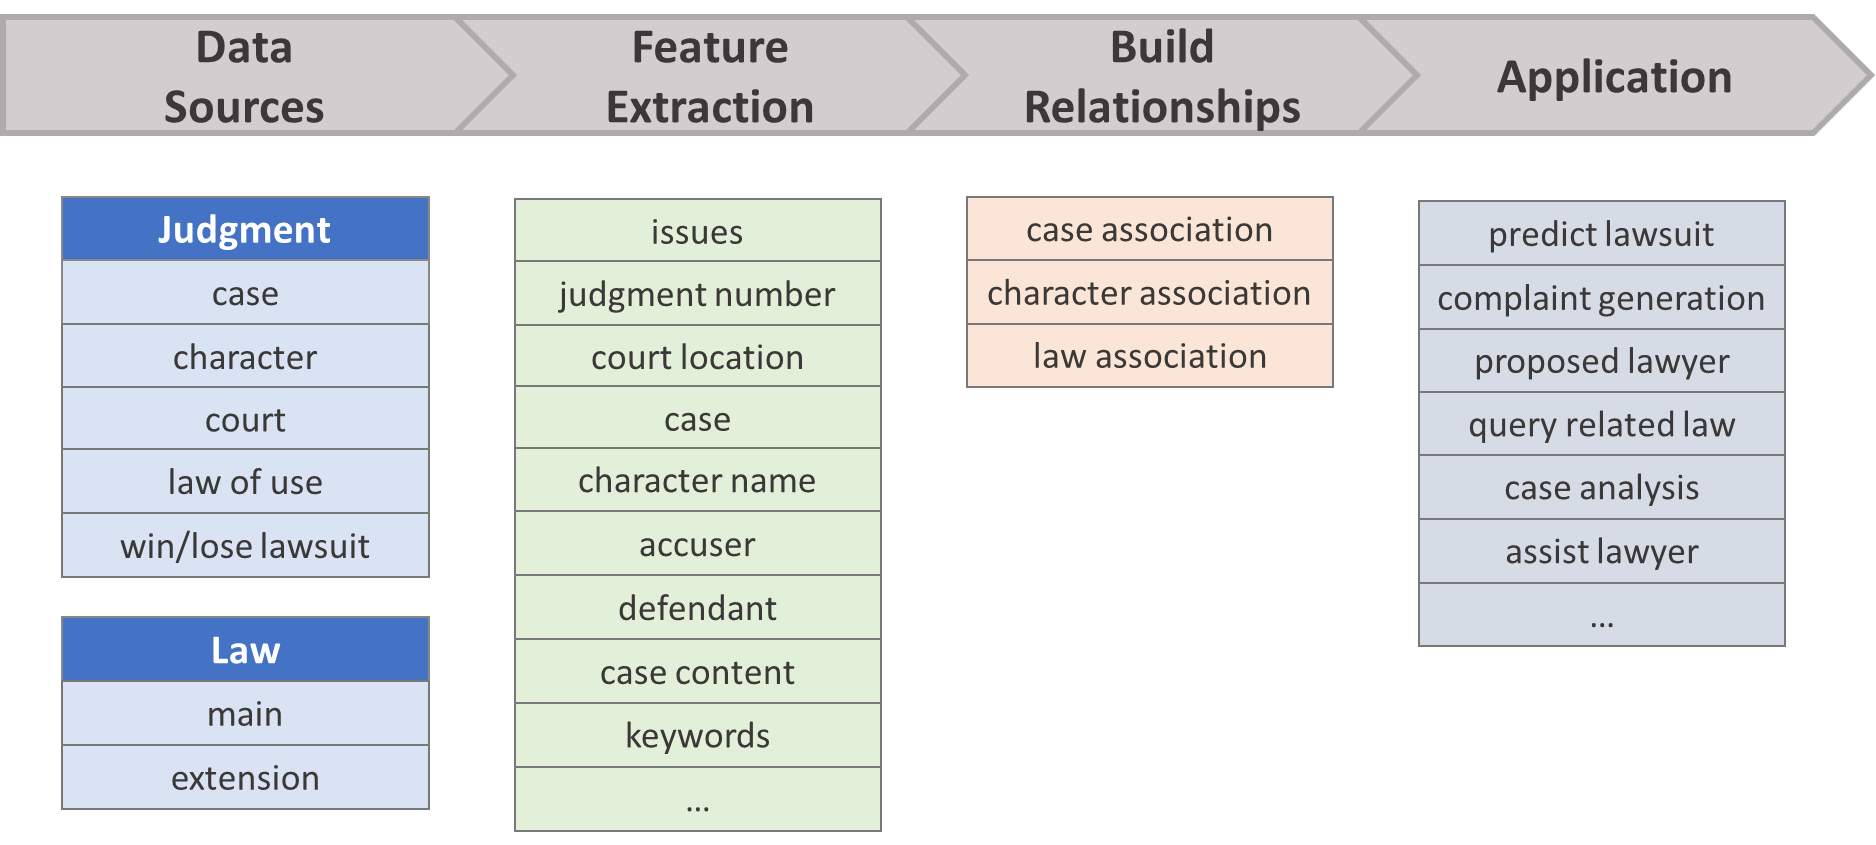 Data
Sources
Feature
Extraction
Build
Relationships
Application
Judgment
case
character
court
law of use
win/lose lawsuit
Law
main
extension
issues
judgment number
court location
case
character name
accuser
defendant
case content
keywords
...
case association
character association
law association
predict lawsuit
complaint generation
proposed lawyer
query related law
case analysis
assist lawyer
...